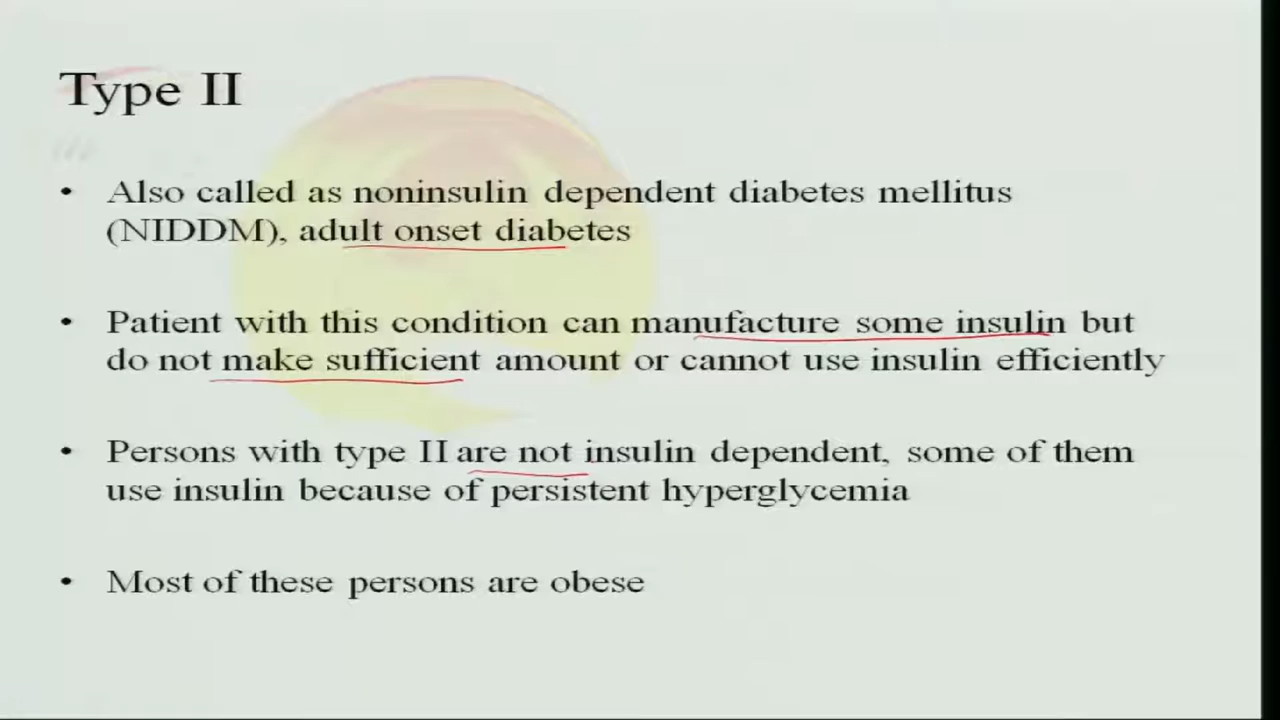 Type II
• Also called as noninsulin dependent diabetes mellitus
(NIDDM), adult onset diabetes
• Patient with this condition can manufacture some insulin but
do not make sufficient amount or cannot use insulin efficiently
• Persons with type II are not insulin dependent, some of them
use insulin because of persistent hyperglycemia
• Most of these persons are obese